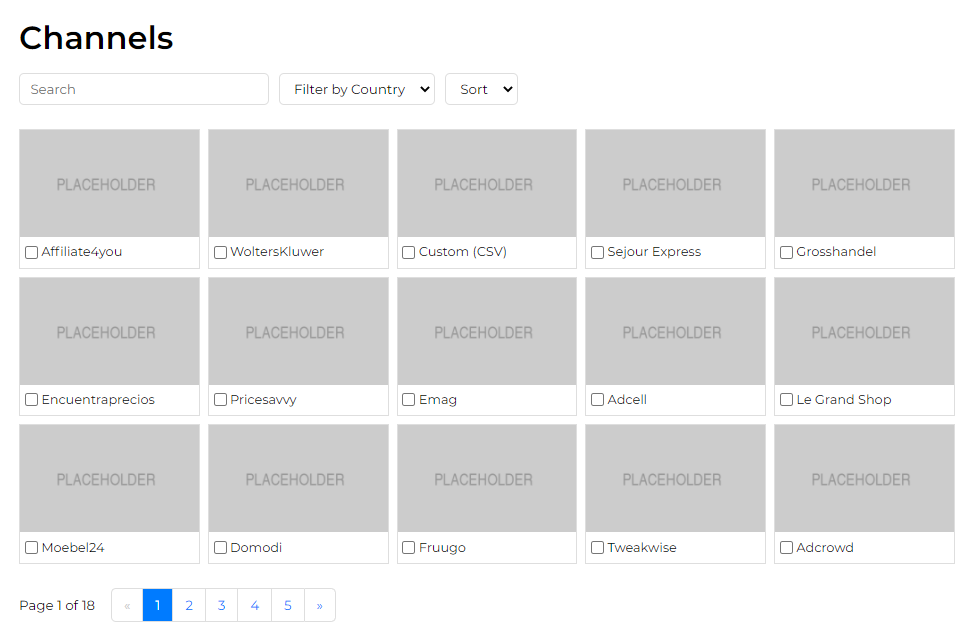 Channels
Search Filter by Country Sort
PLACEHOLDER PLACEHOLDER PLACEHOLDER PLACEHOLDER PLACEHOLDER
Affiliate4you WoltersKluwer Custom (CSV) Sejour Express Grosshandel
PLACEHOLDER PLACEHOLDER PLACEHOLDER PLACEHOLDER PLACEHOLDER
Encuentraprecios Pricesavvy Emag Adcell Le Grand Shop
PLACEHOLDER PLACEHOLDER PLACEHOLDER PLACEHOLDER PLACEHOLDER
Moebel24 Domodi Fruugo Tweakwise Adcrowd
Page 1 of 18 « 1 2 3 4 5 »